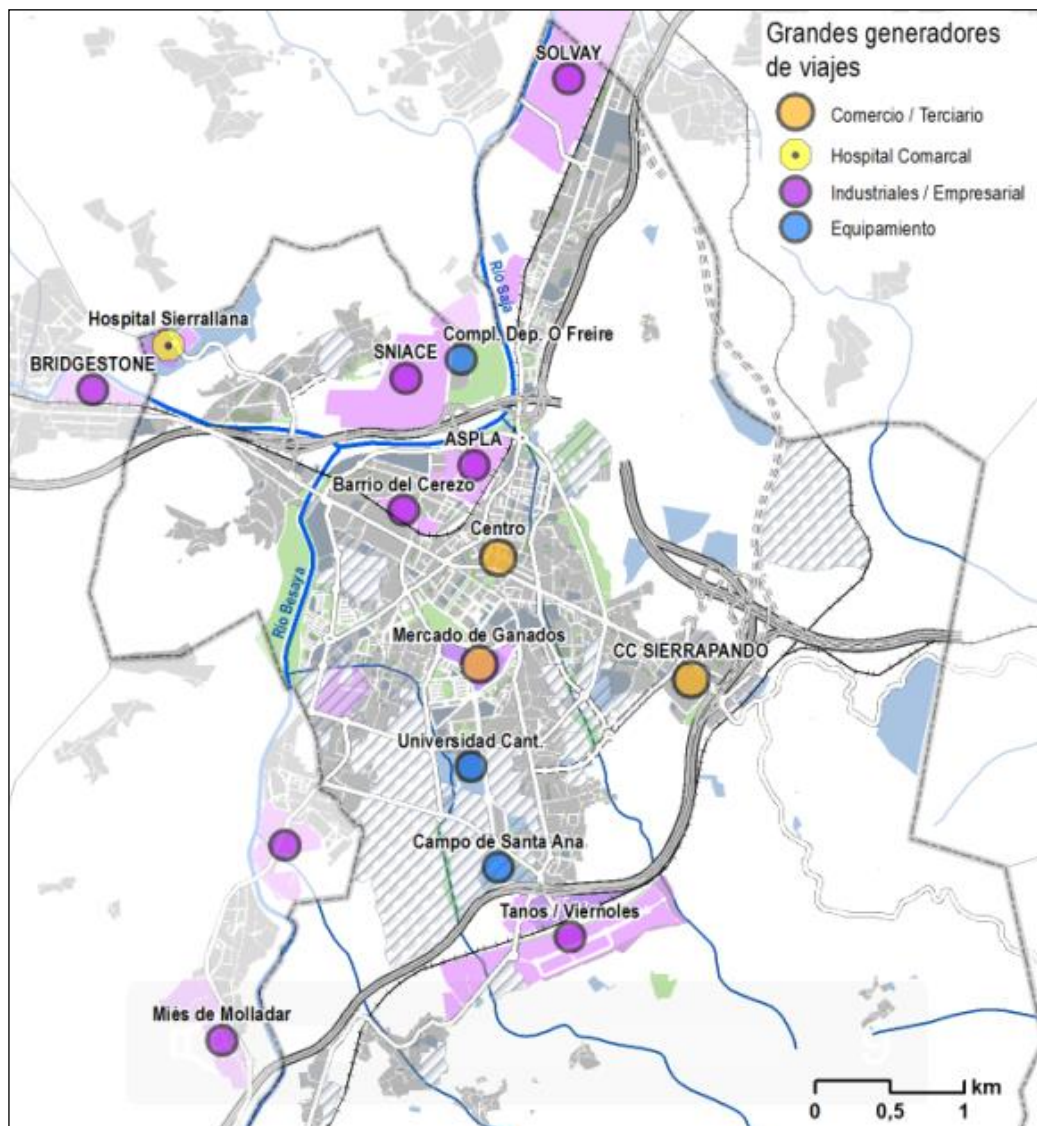 Grandes generadores
de viajes
Comercio / Terciario
Hospital Comarcal
Industriales / Empresarial
Equipamiento
SOLVAY
Río Saja
Hospital Sierrallana
BRIDGESTONE
SNIACE
Compl. Dep. O Freire
ASPLA
Barrio del Cerezo
Centro
Río Besaya
Mercado de Ganados
CC SIERRAPANDO
Universidad Cant.
Campo de Santa Ana
Tanos / Viérnoles
Miés de Molladar
km
0 0,5 1